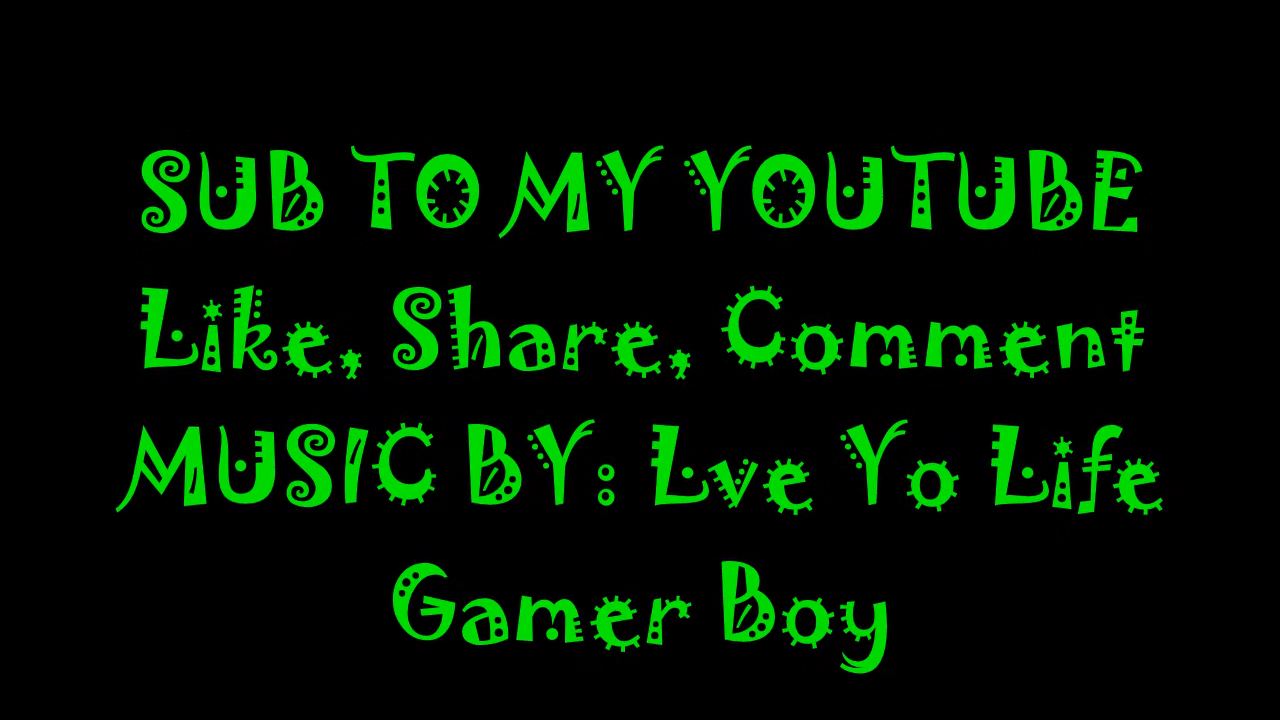 SUB TO MY YOUTUBE
Like, Share, Comment
MUSIC BY: Lve Yo Life
Gamer Boy